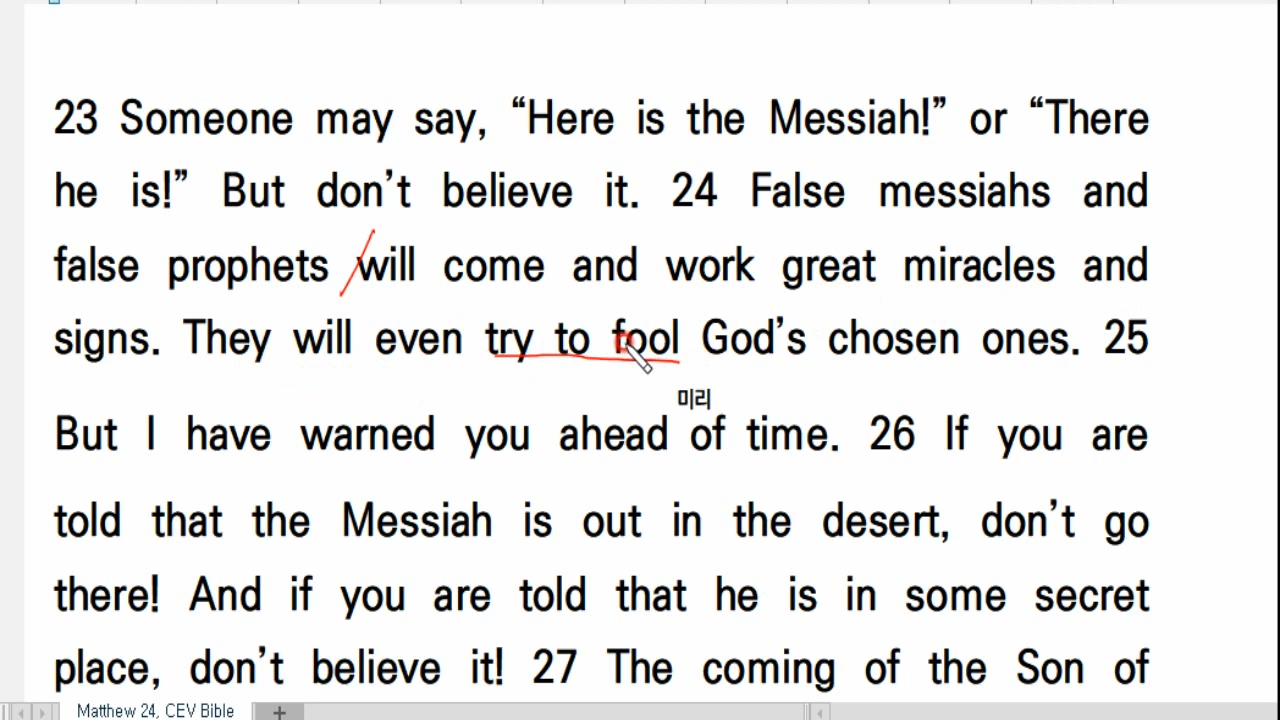 23 Someone may say, “Here is the Messiah!” or “There
he is!” But don’t believe it. 24 False messiahs and
false prophets will come and work great miracles and
signs. They will even try to fool God’s chosen ones. 25
미리
But I have warned you ahead of time. 26 If you are
told that the Messiah is out in the desert, don’t go
there! And if you are told that he is in some secret
place, don’t believe it! 27 The coming of the Son of
Matthew 24, CEV Bible